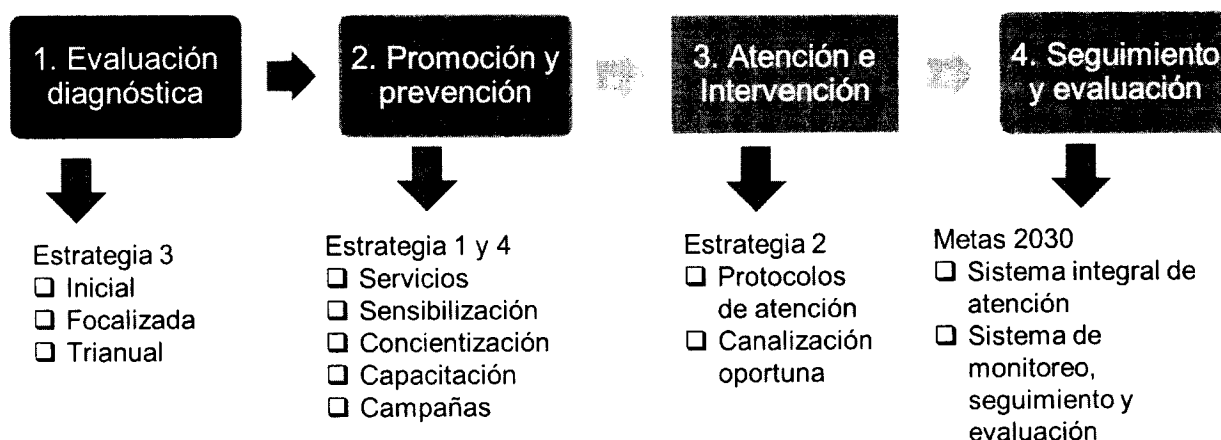 1. Evaluación
diagnóstica
2. Promoción y
prevención
3. Atención e
Intervención
4. Seguimiento
y evaluación
Estrategia 3
❑ Inicial
❑ Focalizada
❑ Trianual
Estrategia 1 y 4
❑ Servicios
❑ Sensibilización
❑ Concientización
❑ Capacitación
❑ Campañas
Estrategia 2
❑ Protocolos
de atención
❑ Canalización
oportuna
Metas 2030
❑ Sistema integral de
atención
❑ Sistema de
monitoreo,
seguimiento y
evaluación